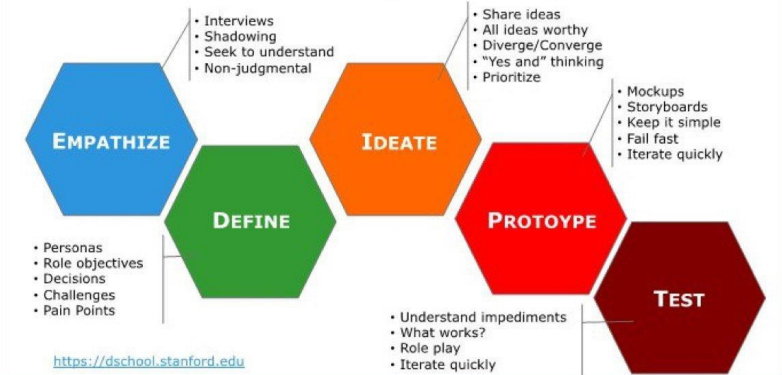 • Interviews
• Shadowing
• Seek to understand
• Non-judgmental
EMPATHIZE
• Personas
• Role objectives
• Decisions
• Challenges
• Pain Points
DEFINE
• Share ideas
• All ideas worthy
• Diverge/Converge
• “Yes and” thinking
• Prioritize
IDEATE
• Mockups
• Storyboards
• Keep it simple
• Fail fast
• Iterate quickly
PROTOYPE
• Understand impediments
• What works?
• Role play
• Iterate quickly
TEST
https://dschool.stanford.edu